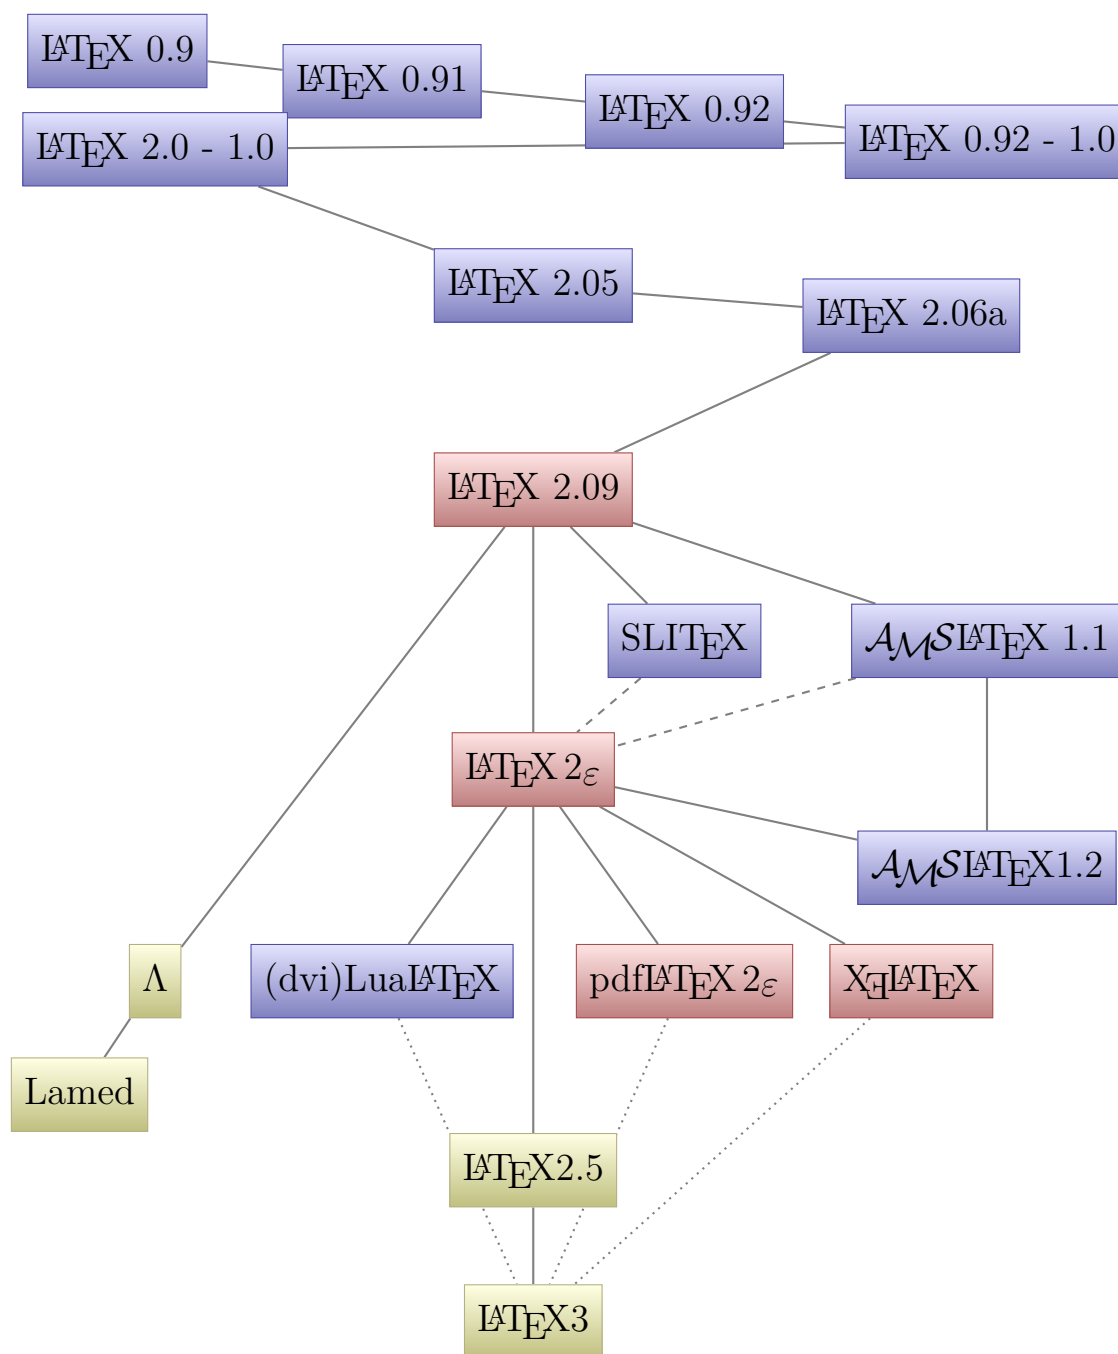 LATEX 0.9
LATEX 0.91
LATEX 0.92
LATEX 0.92 - 1.0
LATEX 2.0 - 1.0
LATEX 2.05
LATEX 2.06a
LATEX 2.09
SLITEX
AMSLATEX 1.1
LATEX 2ε
AMSLATEX1.2
Λ
(dvi)LuaLATEX
pdfLATEX 2ε
XƎLATEX
Lamed
LATEX2.5
LATEX3